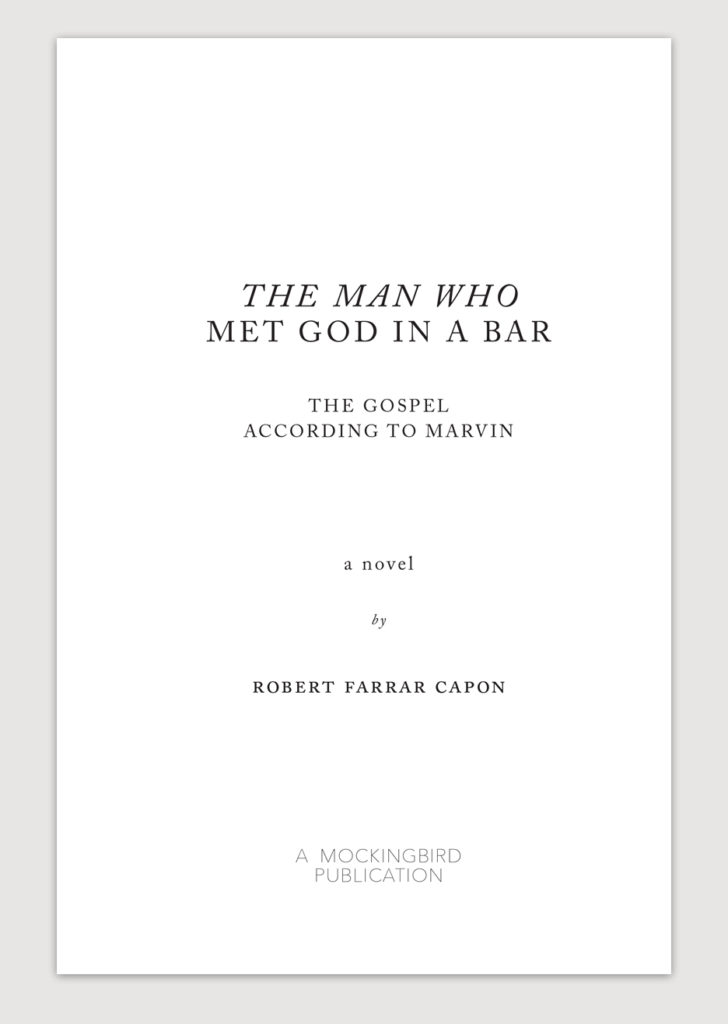 THE MAN WHO
MET GOD IN A BAR
THE GOSPEL
ACCORDING TO MARVIN
a novel
by
ROBERT FARRAR CAPON
A MOCKINGBIRD
PUBLICATION